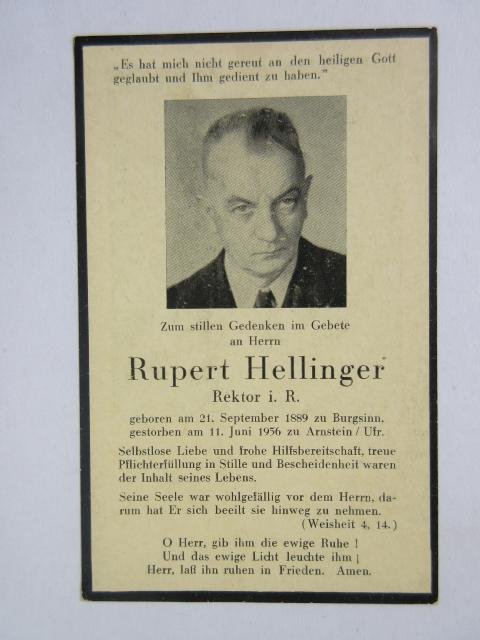 „Es hat mich nicht gereut an den heiligen Gott
geglaubt und Ihm gedient zu haben.”
Zum stillen Gedenken im Gebete
an Herrn
Rupert Hellinger
Rektor i. R.
geboren am 21. September 1889 zu Burgsinn,
gestorben am 11. Juni 1956 zu Arnstein / Ufr.
Selbstlose Liebe und frohe Hilfsbereitschaft, treue
Pflichterfüllung in Stille und Bescheidenheit waren
der Inhalt seines Lebens.
Seine Seele war wohlgefällig vor dem Herrn, da-
rum hat Er sich beeilt sie hinweg zu nehmen.
(Weisheit 4, 14.)
O Herr, gib ihm die ewige Ruhe !
Und das ewige Licht leuchte ihm ;
Herr, laß ihn ruhen in Frieden. Amen.